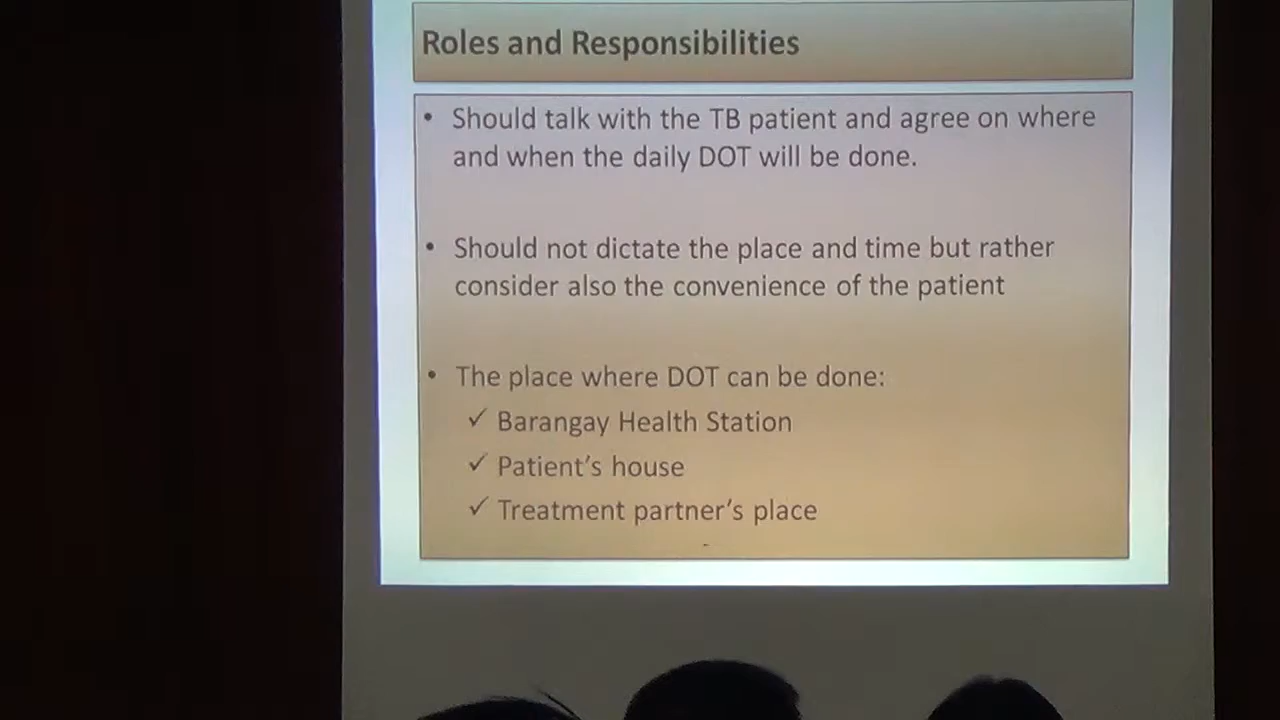 Roles and Responsibilities
• Should talk with the TB patient and agree on where
and when the daily DOT will be done.
• Should not dictate the place and time but rather
consider also the convenience of the patient
• The place where DOT can be done:
✓ Barangay Health Station
✓ Patient's house
✓ Treatment partner's place